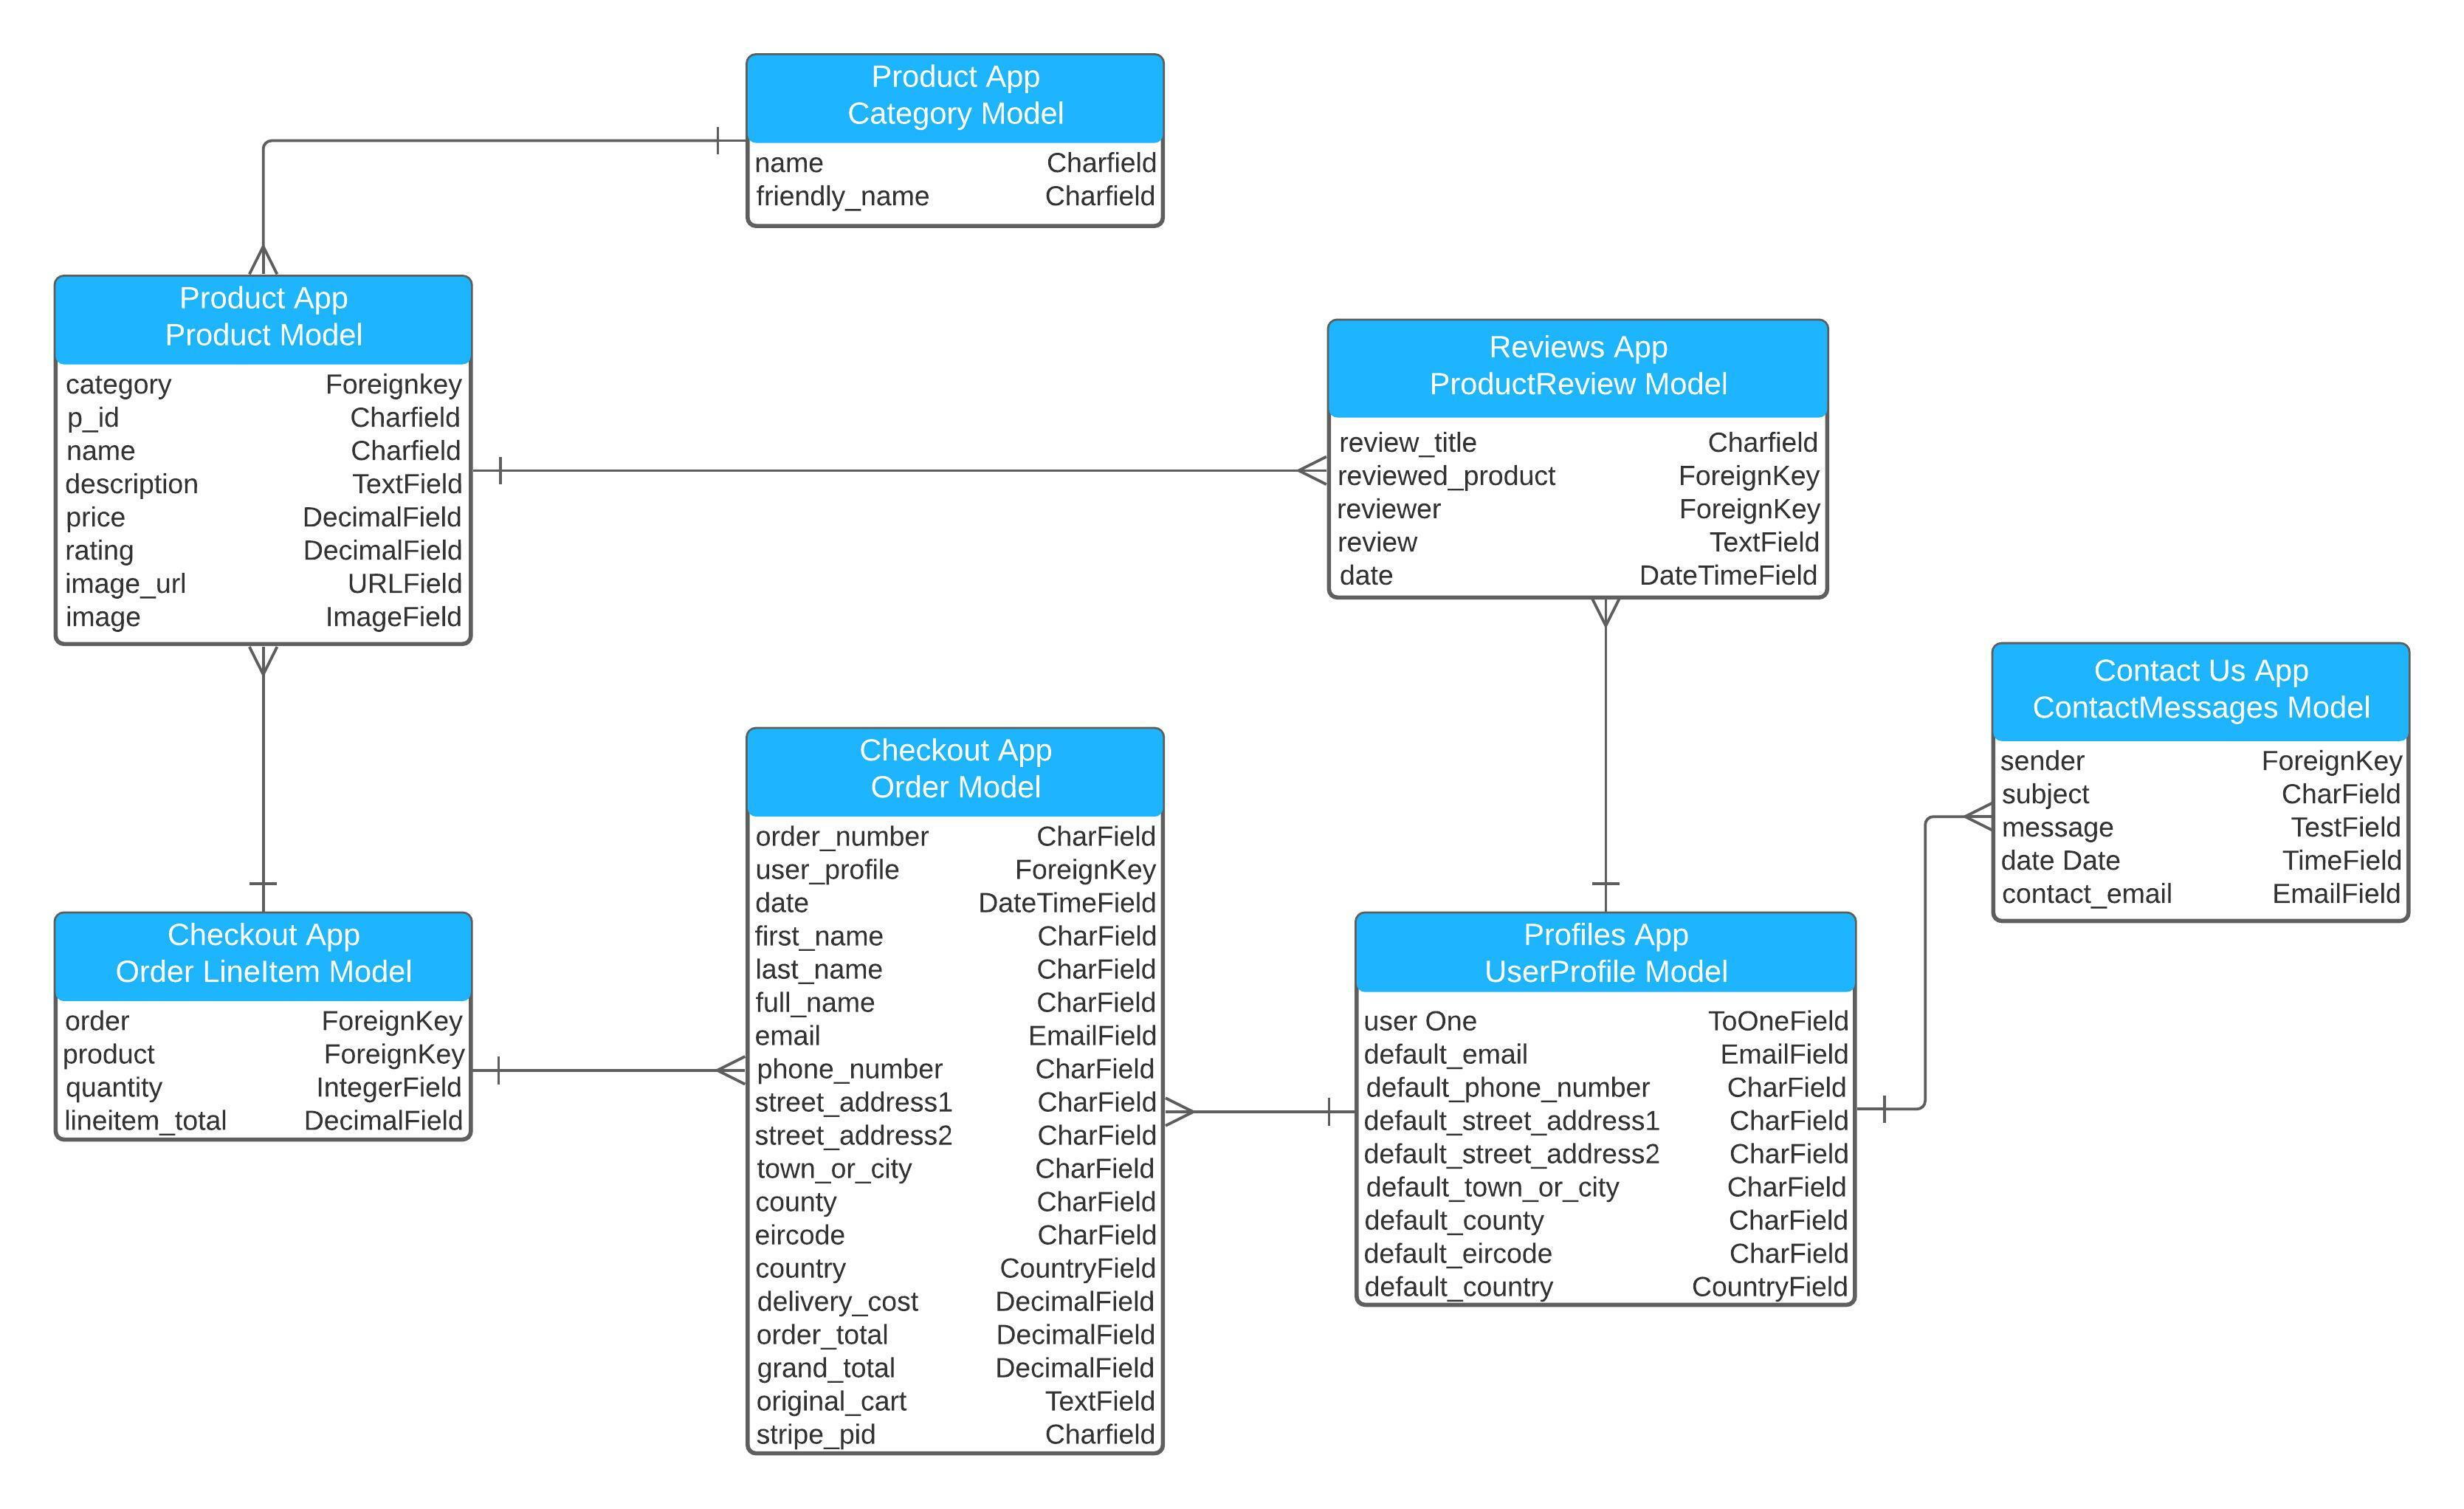 Product App
Category Model
name Charfield
friendly_name Charfield
Product App
Product Model
category Foreignkey
p_id Charfield
name Charfield
description TextField
price DecimalField
rating DecimalField
image_url URLField
image ImageField
Reviews App
ProductReview Model
review_title Charfield
reviewed_product ForeignKey
reviewer ForeignKey
review TextField
date DateTimeField
Contact Us App
ContactMessages Model
sender ForeignKey
subject CharField
message TestField
date Date TimeField
contact_email EmailField
Checkout App
Order Model
order_number CharField
user_profile ForeignKey
date DateTimeField
first_name CharField
last_name CharField
full_name CharField
email EmailField
phone_number CharField
street_address1 CharField
street_address2 CharField
town_or_city CharField
county CharField
eircode CharField
country CountryField
delivery_cost DecimalField
order_total DecimalField
grand_total DecimalField
original_cart TextField
stripe_pid Charfield
Checkout App
Order LineItem Model
order ForeignKey
product ForeignKey
quantity IntegerField
lineitem_total DecimalField
Profiles App
UserProfile Model
user One ToOneField
default_email EmailField
default_phone_number CharField
default_street_address1 CharField
default_street_address2 CharField
default_town_or_city CharField
default_county CharField
default_eircode CharField
default_country CountryField